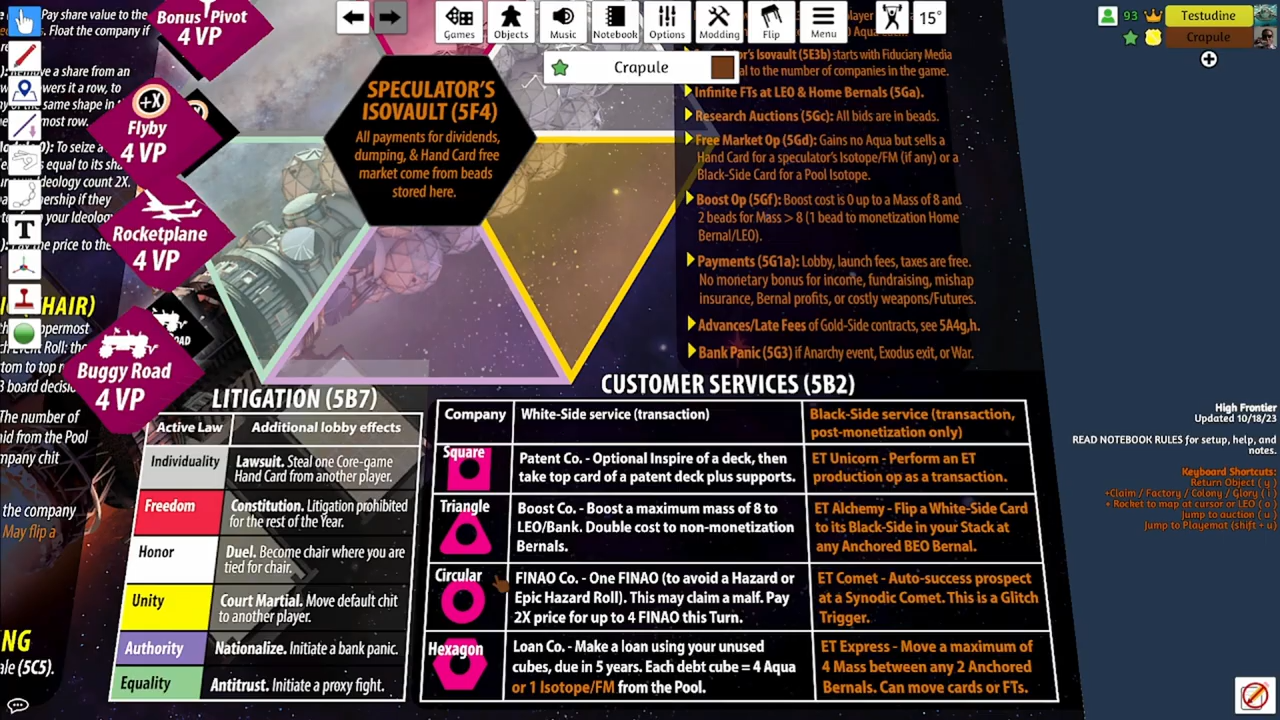 Games
Objects
Music
Notebook
Options
Modding
Flip
Menu
15°
93
Testudine
Crapule
Crapule
Bonus Pivot
4 VP
Flyby
4 VP
Rocketplane
4 VP
Buggy Road
4 VP
Pay share value of the
Float the company if
a share from an
lowers it a row, to
of the same shape in
most row.
To seize a
equal to its share
Ideology count 2X.
if they
to your Ideology
the price to the
CHAIR)
uppermost
Event Roll: the
tom to top
3 board
The number of
aid from the Pool
mpany chit
the company
May flip a
NG
ale (5C5).
SPECULATOR'S
ISOVAULT (5F4)
All payments for dividends,
dumping, & Hand Card free
market come from beads
stored here.
Isovault (5E3b) starts with Fiduciary Media
al to the number of companies in the game.
Infinite FTs at LEO & Home Bernals (5Ga).
Research Auctions (5Gc): All bids are in beads.
Free Market Op (5Gd): Gains no Aqua but sells a
Hand Card for a speculator's Isotope/FM (if any) or a
Black-Side Card for a Pool Isotope.
Boost Op (5Gf): Boost cost is 0 up to a Mass of 8 and
2 beads for Mass > 8 (1 bead to monetization Home
Bernal/LEO).
Payments (5G1a): Lobby, launch fees, taxes are free.
No monetary bonus for income, fundraising, mishap
insurance, Bernal profits, or costly weapons/Futures.
Advances/Late Fees of Gold-Side contracts, see 5A4g,h.
Bank Panic (5G3) if Anarchy event, Exodus exit, or War.
LITIGATION (5B7)
Active Law
Additional lobby effects
Individuality
Lawsuit. Steal one Core-game
Hand Card from another player.
Freedom
Constitution. Litigation prohibited
for the rest of the Year.
Honor
Duel. Become chair where you are
tied for chair.
Unity
Court Martial. Move default chit
to another player.
Authority
Nationalize. Initiate a bank panic.
Equality
Antitrust. Initiate a proxy fight.
CUSTOMER SERVICES (5B2)
Company
White-Side service (transaction)
Black-Side service (transaction,
post-monetization only)
Square
Patent Co. - Optional Inspire of a deck, then
take top card of a patent deck plus supports.
ET Unicorn - Perform an ET
production op as a transaction.
Triangle
Boost Co. - Boost a maximum mass of 8 to
LEO/Bank. Double cost to non-monetization
Bernals.
ET Alchemy - Flip a White-Side Card
to its Black-Side in your Stack at
any Anchored BEO Bernal.
Circular
FINAO Co. - One FINAO (to avoid a Hazard or
Epic Hazard Roll). This may claim a malf. Pay
2X price for up to 4 FINAO this Turn.
ET Comet - Auto-success prospect
at a Synodic Comet. This is a Glitch
Trigger.
Hexagon
Loan Co. - Make a loan using your unused
cubes, due in 5 years. Each debt cube = 4 Aqua
or 1 Isotope/FM from the Pool.
ET Express - Move a maximum of
4 Mass between any 2 Anchored
Bernals. Can move cards or FTs.
High Frontier
Updated 10/18/23
READ NOTEBOOK RULES for setup, help, and
notes.
Keyboard Shortcuts:
Return Object ( y )
+Claim / Factory / Colony / Glory ( i )
+ Rocket to map at cursor or LEO ( o )
Jump to auction ( u )
Jump to Playemat (shift + u)